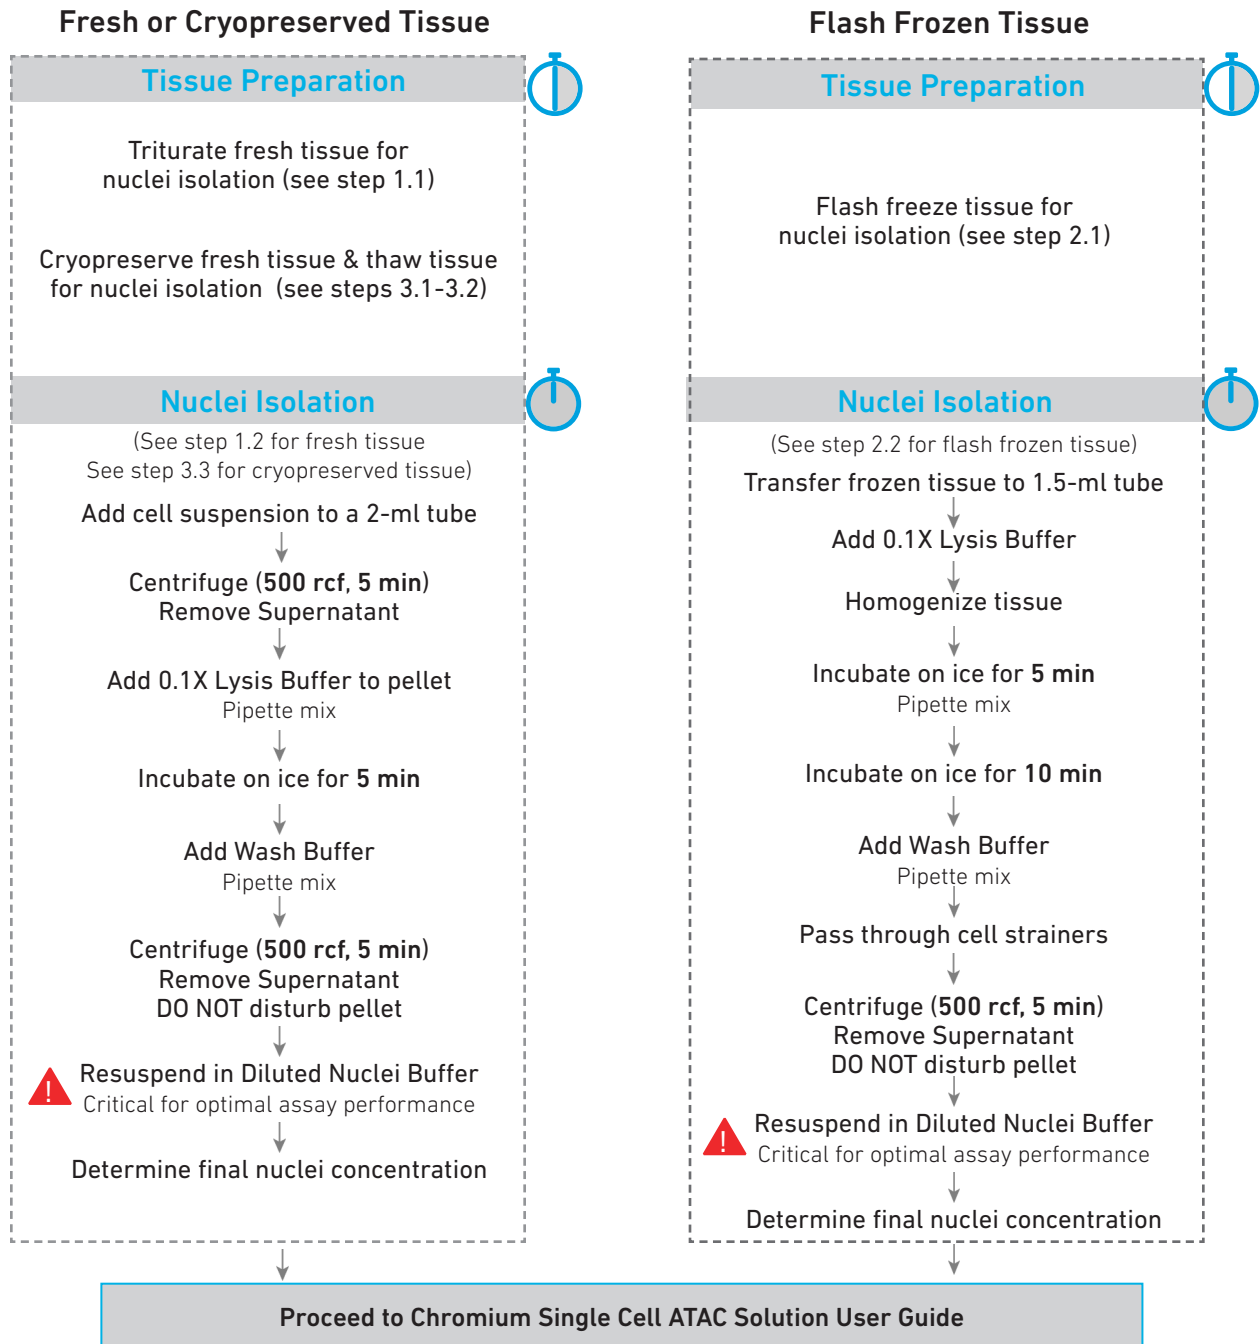 Fresh or Cryopreserved Tissue
Tissue Preparation
Triturate fresh tissue for
nuclei isolation (see step 1.1)
Cryopreserve fresh tissue & thaw tissue
for nuclei isolation (see steps 3.1-3.2)
Nuclei Isolation
(See step 1.2 for fresh tissue
See step 3.3 for cryopreserved tissue)
Add cell suspension to a 2-ml tube
Centrifuge (500 rcf, 5 min)
Remove Supernatant
Add 0.1X Lysis Buffer to pellet
Pipette mix
Incubate on ice for 5 min
Add Wash Buffer
Pipette mix
Centrifuge (500 rcf, 5 min)
Remove Supernatant
DO NOT disturb pellet
! Resuspend in Diluted Nuclei Buffer
Critical for optimal assay performance
Determine final nuclei concentration
Flash Frozen Tissue
Tissue Preparation
Flash freeze tissue for
nuclei isolation (see step 2.1)
Nuclei Isolation
(See step 2.2 for flash frozen tissue)
Transfer frozen tissue to 1.5-ml tube
Add 0.1X Lysis Buffer
Homogenize tissue
Incubate on ice for 5 min
Pipette mix
Incubate on ice for 10 min
Add Wash Buffer
Pipette mix
Pass through cell strainers
Centrifuge (500 rcf, 5 min)
Remove Supernatant
DO NOT disturb pellet
! Resuspend in Diluted Nuclei Buffer
Critical for optimal assay performance
Determine final nuclei concentration
Proceed to Chromium Single Cell ATAC Solution User Guide